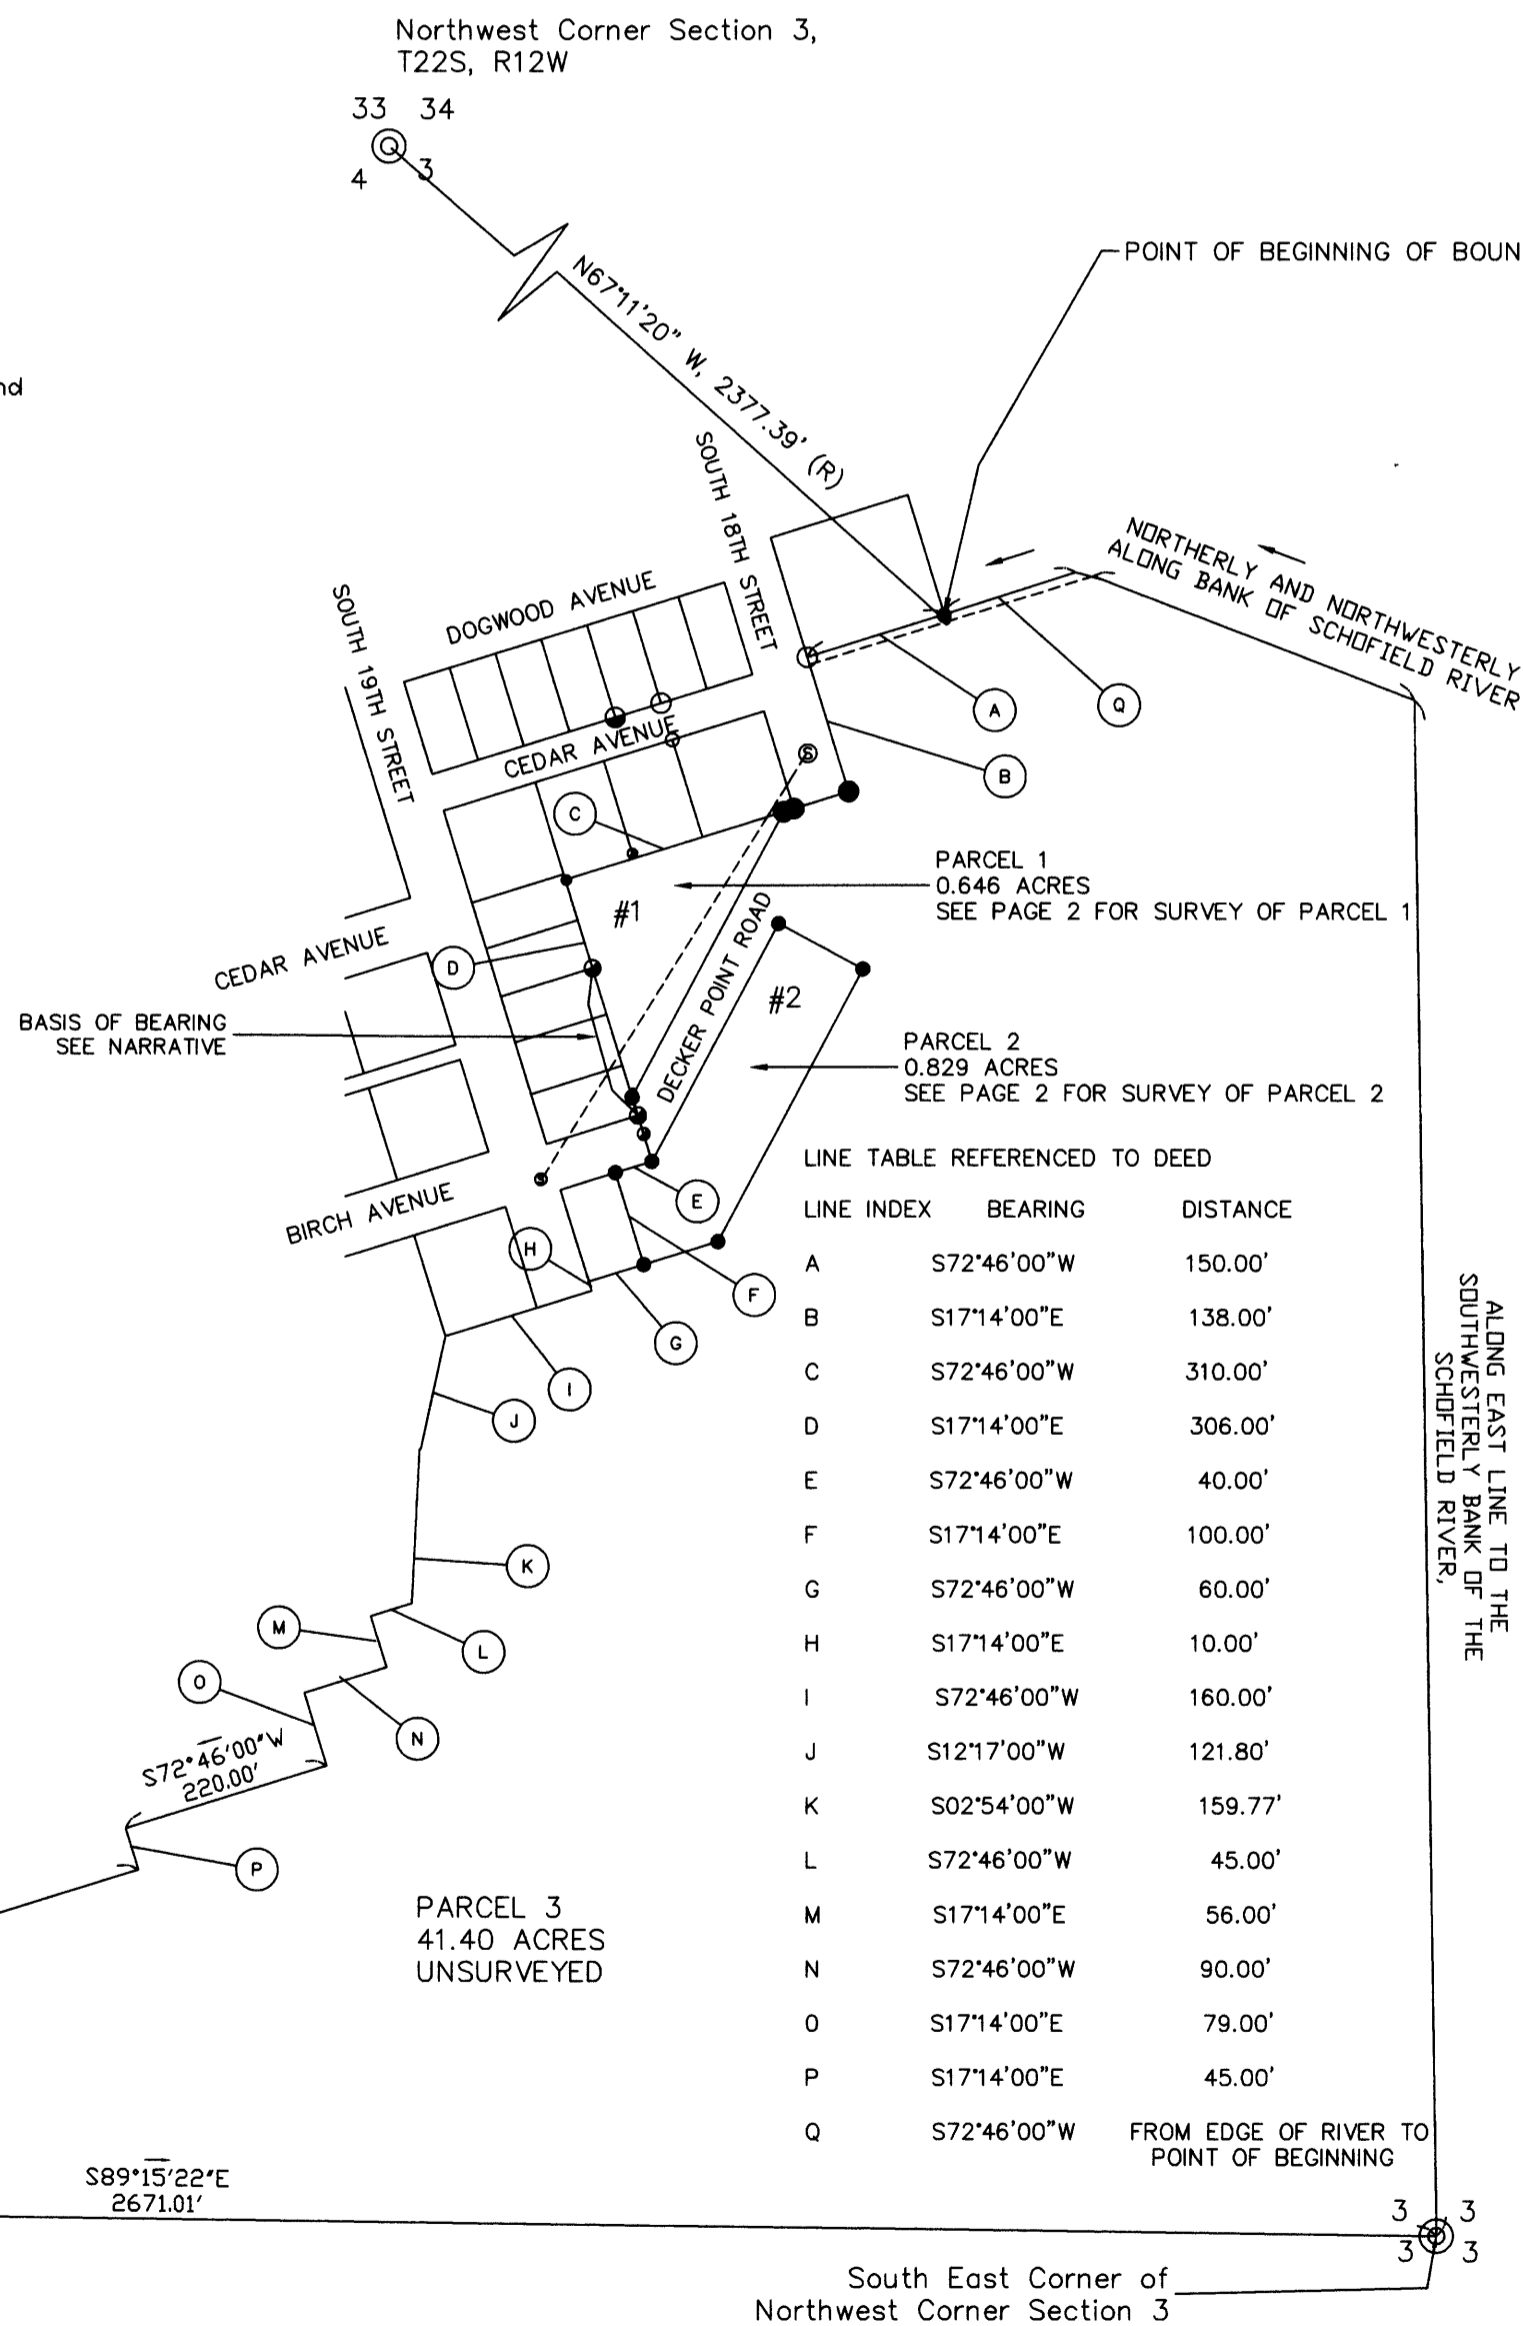 Northwest Corner Section 3,
T22S, R12W
33 34
4 3
POINT OF BEGINNING OF BOUN
N67°11'20" W, 2377.39' (R)
nd
SOUTH 18TH STREET
NORTHERLY AND NORTHWESTERLY
ALONG BANK OF SCHOFIELD RIVER
DOGWOOD AVENUE
SOUTH 19TH STREET
A
Q
CEDAR AVENUE
S
B
C
PARCEL 1
0.646 ACRES
SEE PAGE 2 FOR SURVEY OF PARCEL 1
#1
DECKER POINT ROAD
CEDAR AVENUE
D
#2
BASIS OF BEARING
SEE NARRATIVE
PARCEL 2
0.829 ACRES
SEE PAGE 2 FOR SURVEY OF PARCEL 2
S
BIRCH AVENUE
E
H
F
G
I
J
K
M
L
O
N
S72°46'00"W
220.00'
P
PARCEL 3
41.40 ACRES
UNSURVEYED
LINE TABLE REFERENCED TO DEED
LINE INDEX BEARING DISTANCE
A S72°46'00"W 150.00'
B S17°14'00"E 138.00'
C S72°46'00"W 310.00'
D S17°14'00"E 306.00'
E S72°46'00"W 40.00'
F S17°14'00"E 100.00'
G S72°46'00"W 60.00'
H S17°14'00"E 10.00'
I S72°46'00"W 160.00'
J S12°17'00"W 121.80'
K S02°54'00"W 159.77'
L S72°46'00"W 45.00'
M S17°14'00"E 56.00'
N S72°46'00"W 90.00'
O S17°14'00"E 79.00'
P S17°14'00"E 45.00'
Q S72°46'00"W FROM EDGE OF RIVER TO
POINT OF BEGINNING
ALONG EAST LINE TO THE
SOUTHWESTERLY BANK OF THE
SCHOFIELD RIVER,
S89°15'22"E
2671.01'
3 3
3 3
South East Corner of
Northwest Corner Section 3